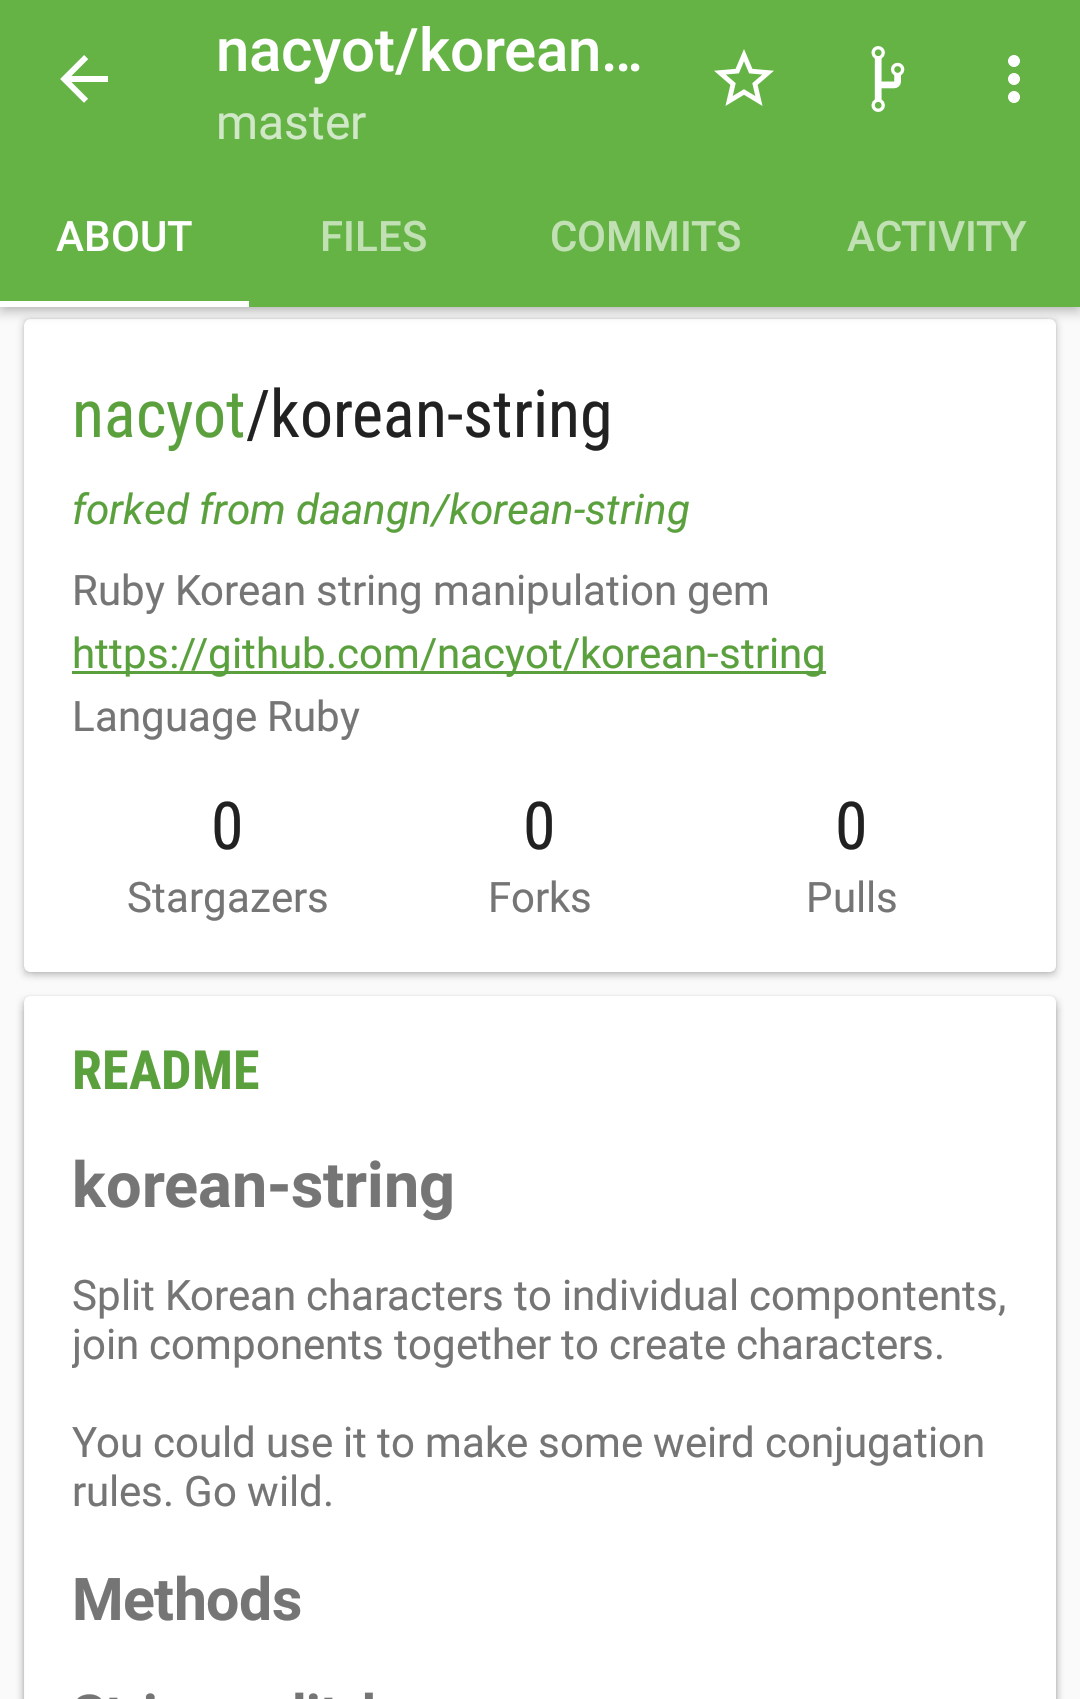 nacyot/korean...
master
ABOUT FILES COMMITS ACTIVITY
nacyot/korean-string
forked from daangn/korean-string
Ruby Korean string manipulation gem
https://github.com/nacyot/korean-string
Language Ruby
0 0 0
Stargazers Forks Pulls
README
korean-string
Split Korean characters to individual compontents,
join components together to create characters.
You could use it to make some weird conjugation
rules. Go wild.
Methods